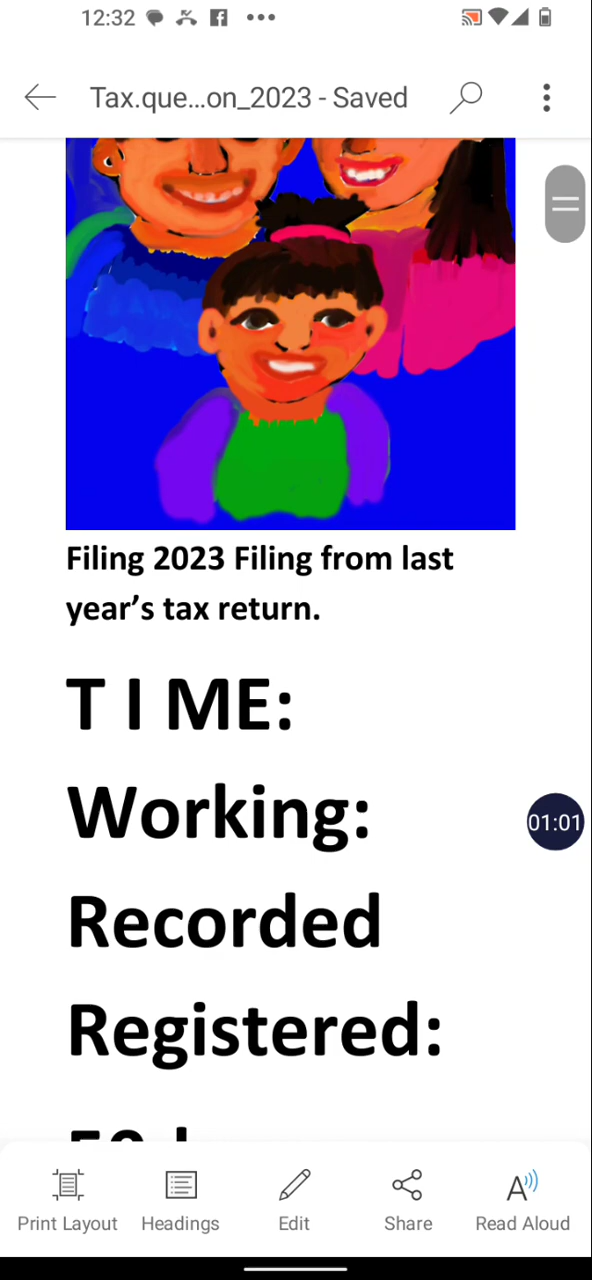 12:32
Tax.que...on_2023 - Saved
Filing 2023 Filing from last
year’s tax return.
T I ME:
Working:
01:01
Recorded
Registered:
Print Layout
Headings
Edit
Share
Read Aloud